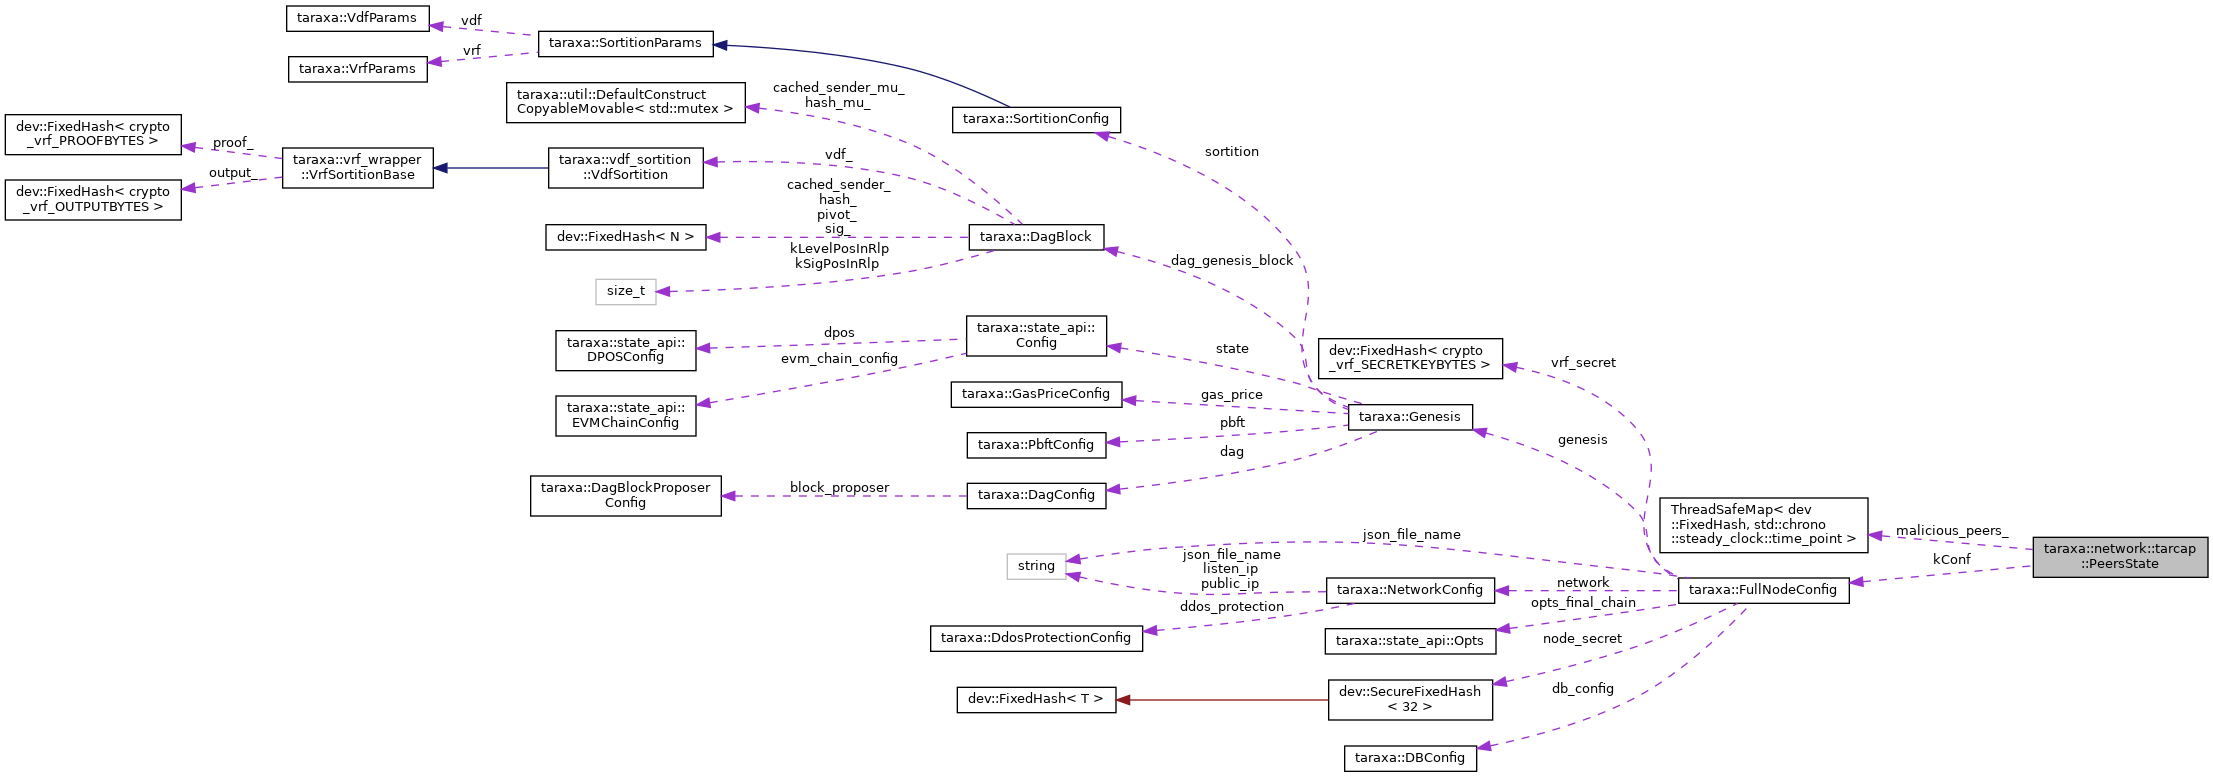 taraxa::VdfParams
vdf
taraxa::SortitionParams
vrf
taraxa::VrfParams
taraxa::util::DefaultConstruct
CopyableMovable< std::mutex >
cached_sender_mu_
hash_mu_
taraxa::SortitionConfig
dev::FixedHash< crypto
_vrf_PROOFBYTES >
proof_
taraxa::vrf_wrapper
::VrfSortitionBase
taraxa::vdf_sortition
::VdfSortition
vdf_
sortition
output_
dev::FixedHash< crypto
_vrf_OUTPUTBYTES >
cached_sender_
hash_
pivot_
sig_
dev::FixedHash< N >
taraxa::DagBlock
kLevelPosInRlp
kSigPosInRlp
dag_genesis_block
size_t
taraxa::state_api::
DPOSConfig
dpos
taraxa::state_api::
Config
evm_chain_config
state
dev::FixedHash< crypto
_vrf_SECRETKEYBYTES >
vrf_secret
taraxa::state_api::
EVMChainConfig
taraxa::GasPriceConfig
gas_price
taraxa::Genesis
pbft
taraxa::PbftConfig
genesis
dag
taraxa::DagBlockProposer
Config
block_proposer
taraxa::DagConfig
ThreadSafeMap< dev
::FixedHash, std::chrono
::steady_clock::time_point >
malicious_peers_
taraxa::network::tarcap
::PeersState
kConf
json_file_name
string
json_file_name
listen_ip
public_ip
taraxa::NetworkConfig
network
taraxa::FullNodeConfig
ddos_protection
opts_final_chain
taraxa::DdosProtectionConfig
taraxa::state_api::Opts
node_secret
dev::FixedHash< T >
dev::SecureFixedHash
< 32 >
db_config
taraxa::DBConfig